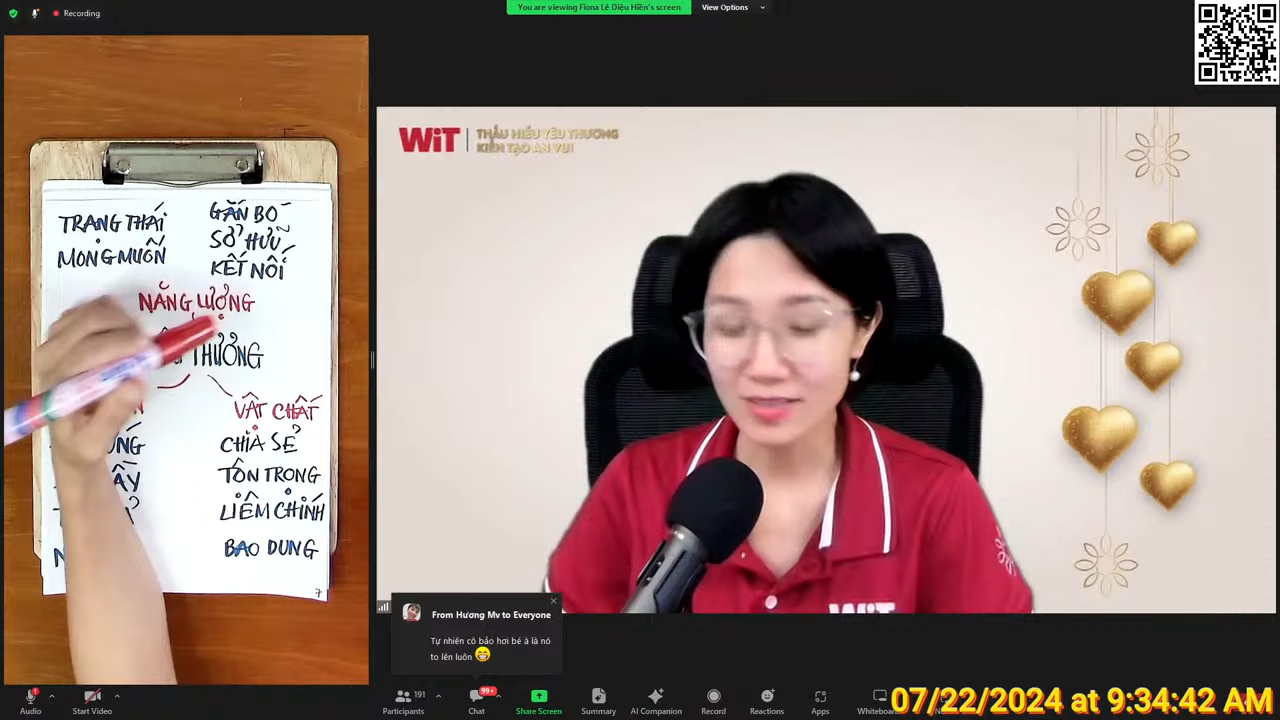 Recording
You are viewing Fiona Lê Diệu Hiền's screen
View Options
TRẠNG THÁI
MONG MUỐN
GẮN BÓ
SỞ HỮU
KẾT NỐI
NĂNG LƯỢNG
THƯỞNG
VẬT CHẤT
CHIA SẺ
TÔN TRỌNG
LIÊM CHÍNH
BAO DUNG
7
WiT
THẤU HIỂU YÊU THƯƠNG
KIẾN TẠO AN VUI
WiT
From Hương Mv to Everyone
Tự nhiên cô bảo hơi bé à là nó
to lên luôn 😁
Audio
Start Video
191
Participants
99+
Chat
Share Screen
Summary
AI Companion
Record
Reactions
Apps
07/22/2024 at 9:34:42 AM